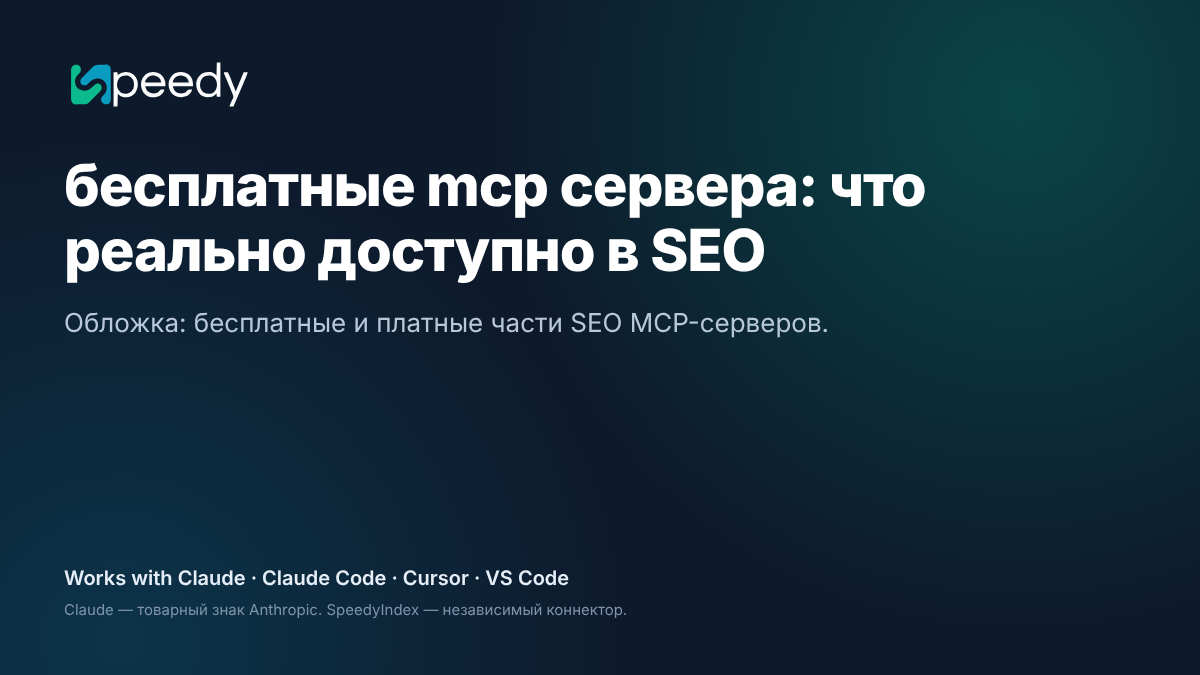 Speedy
бесплатные mcp сервера: что
реально доступно в SEO
Обложка: бесплатные и платные части SEO MCP-серверов.
Works with Claude · Claude Code · Cursor · VS Code
Claude — товарный знак Anthropic. SpeedyIndex — независимый коннектор.